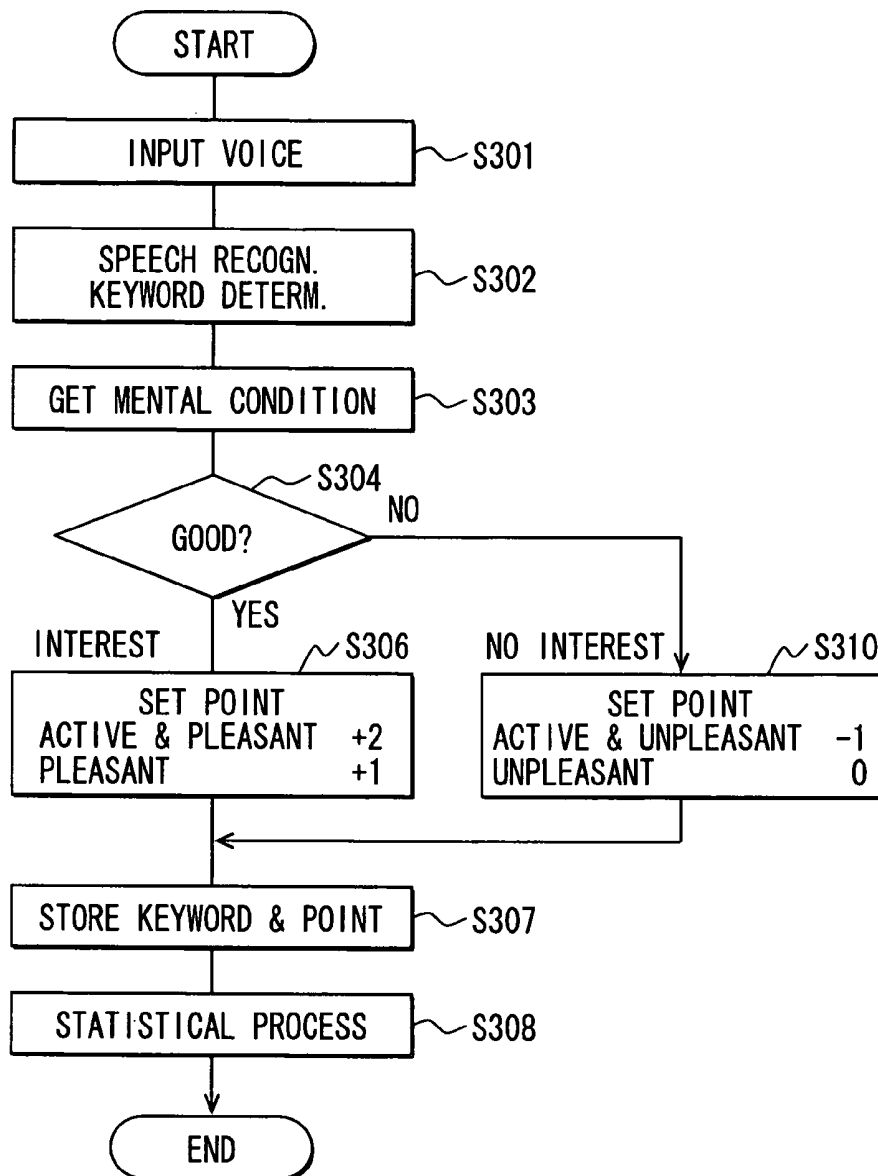 START
INPUT VOICE
S301
SPEECH RECOGN.
KEYWORD DETERM.
S302
GET MENTAL CONDITION
S303
S304
GOOD?
NO
YES
INTEREST
S306
SET POINT
ACTIVE & PLEASANT +2
PLEASANT +1
NO INTEREST
S310
SET POINT
ACTIVE & UNPLEASANT -1
UNPLEASANT 0
STORE KEYWORD & POINT
S307
STATISTICAL PROCESS
S308
END